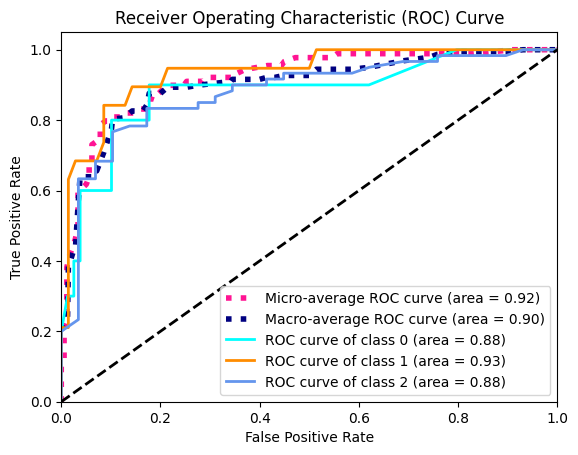 Receiver Operating Characteristic (ROC) Curve
True Positive Rate
1.0
0.8
0.6
0.4
0.2
0.0
Micro-average ROC curve (area = 0.92)
Macro-average ROC curve (area = 0.90)
ROC curve of class 0 (area = 0.88)
ROC curve of class 1 (area = 0.93)
ROC curve of class 2 (area = 0.88)
0.0 0.2 0.4 0.6 0.8 1.0
False Positive Rate